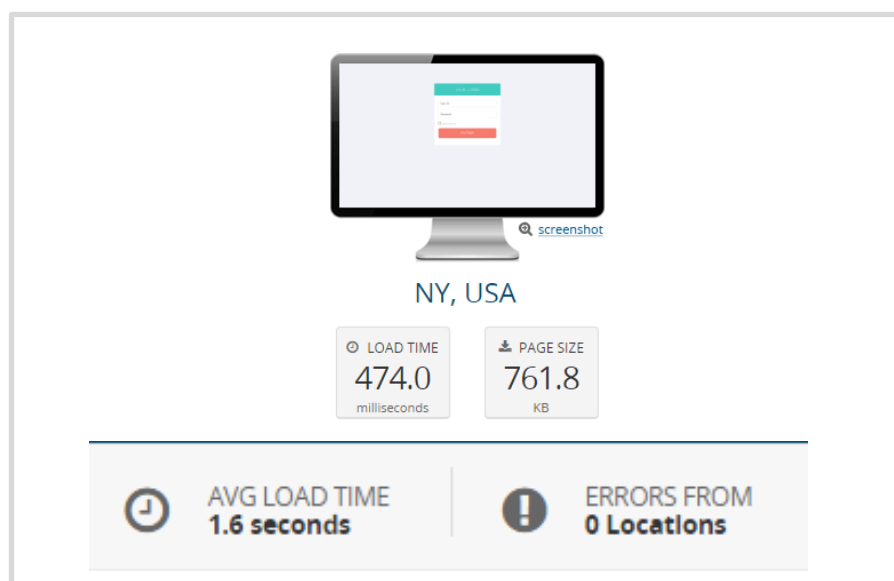 screenshot
NY, USA
LOAD TIME
474.0
milliseconds
PAGE SIZE
761.8
KB
AVG LOAD TIME
1.6 seconds
ERRORS FROM
0 Locations